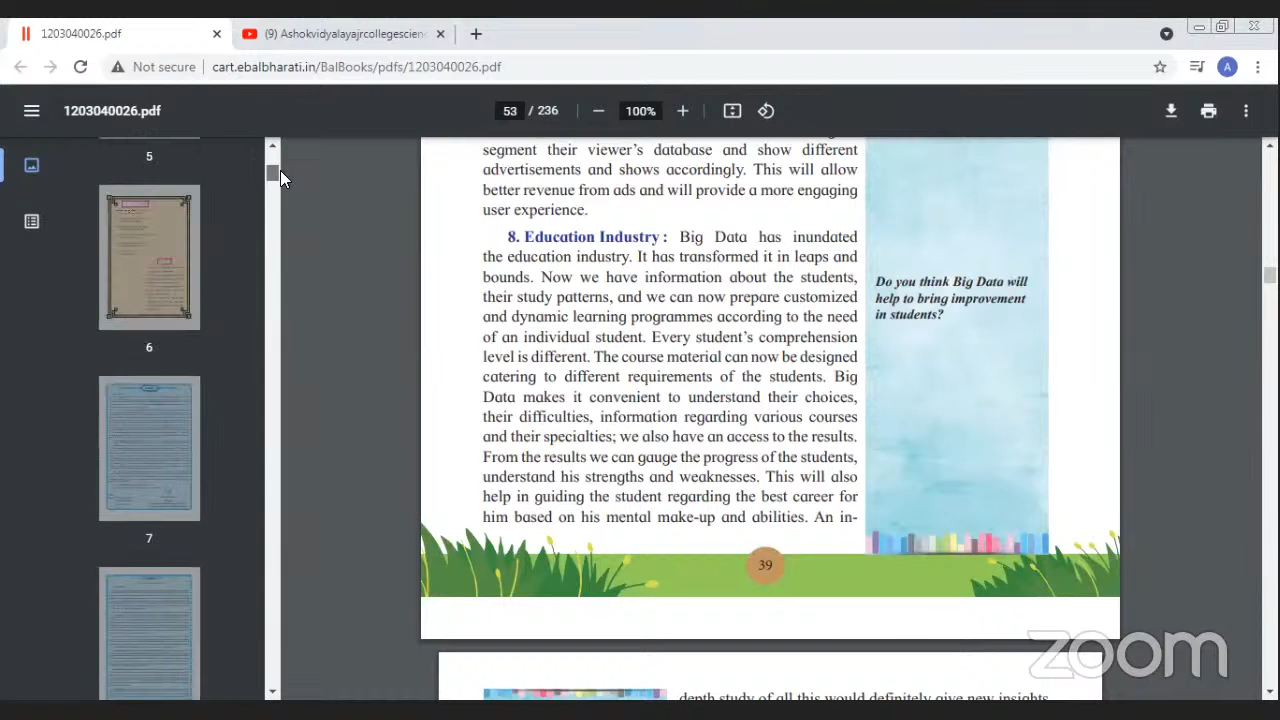 1203040026.pdf
(9) Ashokvidyalayajrcollegescien
Not secure
cart.ebalbharati.in/BalBooks/pdfs/1203040026.pdf
A
1203040026.pdf
53 / 236
100%
5
6
7
segment their viewer's database and show different
advertisements and shows accordingly. This will allow
better revenue from ads and will provide a more engaging
user experience.
8. Education Industry : Big Data has inundated
the education industry. It has transformed it in leaps and
bounds. Now we have information about the students,
their study patterns, and we can now prepare customized
and dynamic learning programmes according to the need
of an individual student. Every student's comprehension
level is different. The course material can now be designed
catering to different requirements of the students. Big
Data makes it convenient to understand their choices,
their difficulties, information regarding various courses
and their specialties; we also have an access to the results.
From the results we can gauge the progress of the students,
understand his strengths and weaknesses. This will also
help in guiding the student regarding the best career for
him based on his mental make-up and abilities. An in-
Do you think Big Data will
help to bring improvement
in students?
39
depth study of all this would definitely give new insights
zoom